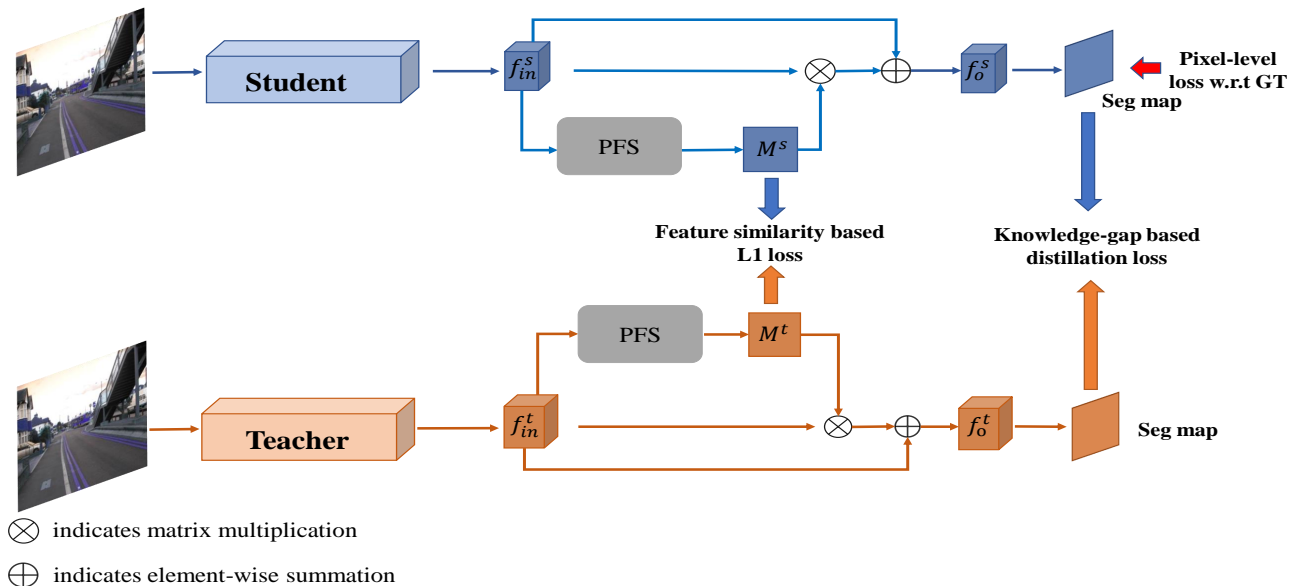 Student
f_in^s
f_o^s
Pixel-level
loss w.r.t GT
Seg map
PFS
M^s
Feature similarity based
L1 loss
Knowledge-gap based
distillation loss
PFS
M^t
Teacher
f_in^t
f_o^t
Seg map
⊗ indicates matrix multiplication
⊕ indicates element-wise summation